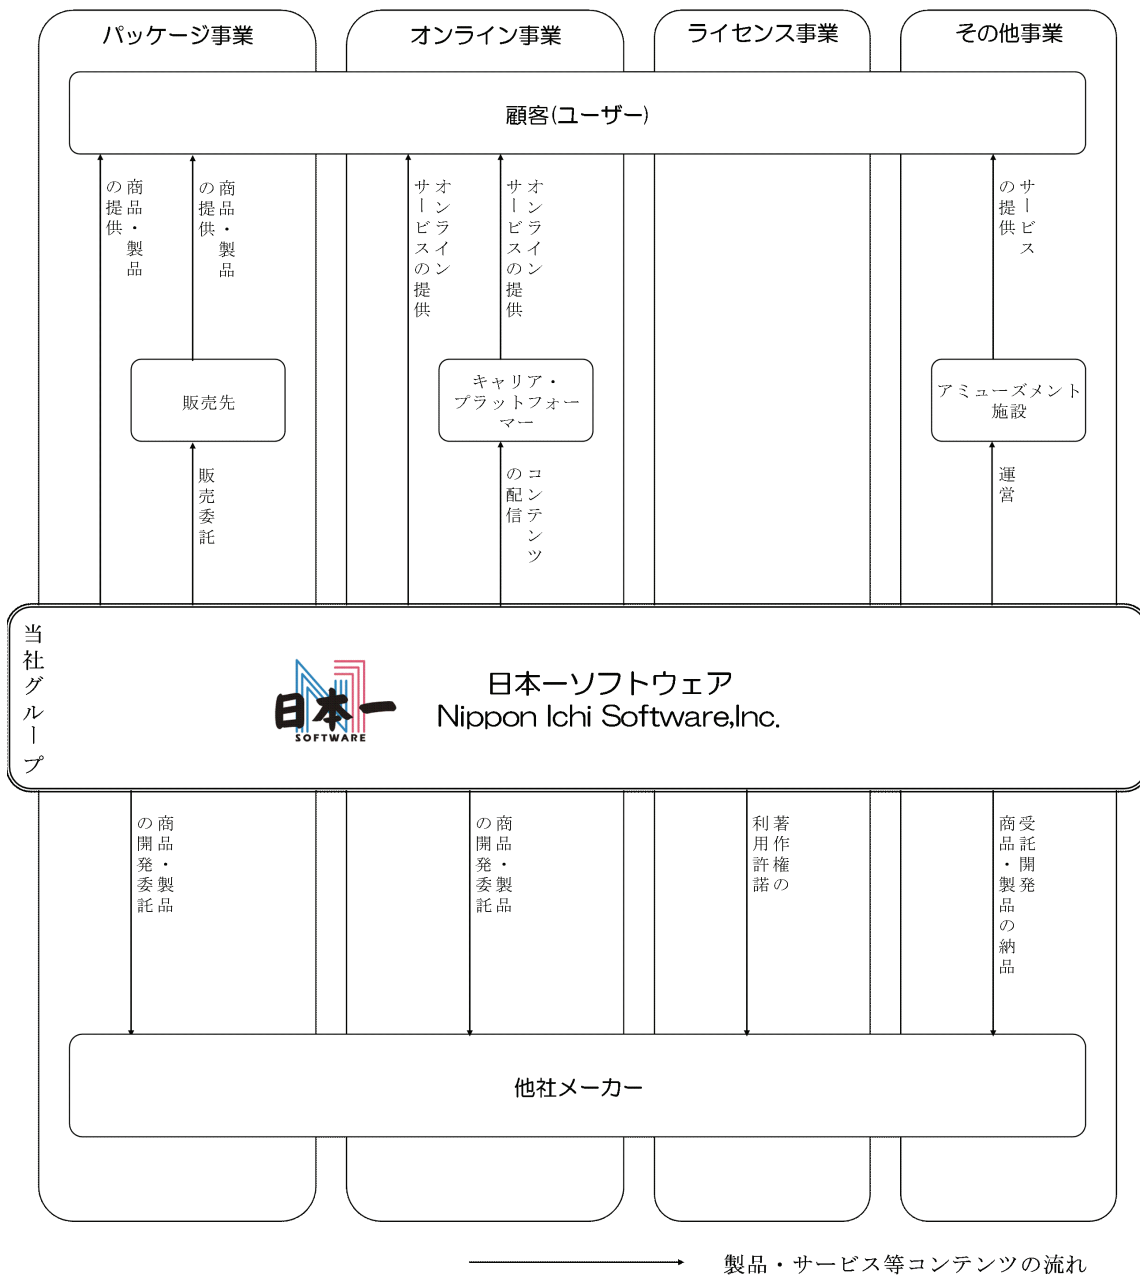 パッケージ事業
オンライン事業
ライセンス事業
その他事業
顧客(ユーザー)
商品・製品
の提供
商品・製品
の提供
オンライン
サービスの提供
オンライン
サービスの提供
サービス
の提供
販売先
キャリア・
プラットフォー
マー
アミューズメント
施設
販売委託
コンテンツ
の配信
運営
当社グループ
日本一
SOFTWARE
日本一ソフトウェア
Nippon Ichi Software,Inc.
商品・製品
の開発委託
商品・製品
の開発委託
著作権の
利用許諾
受託開発
商品・製品の納品
他社メーカー
製品・サービス等コンテンツの流れ